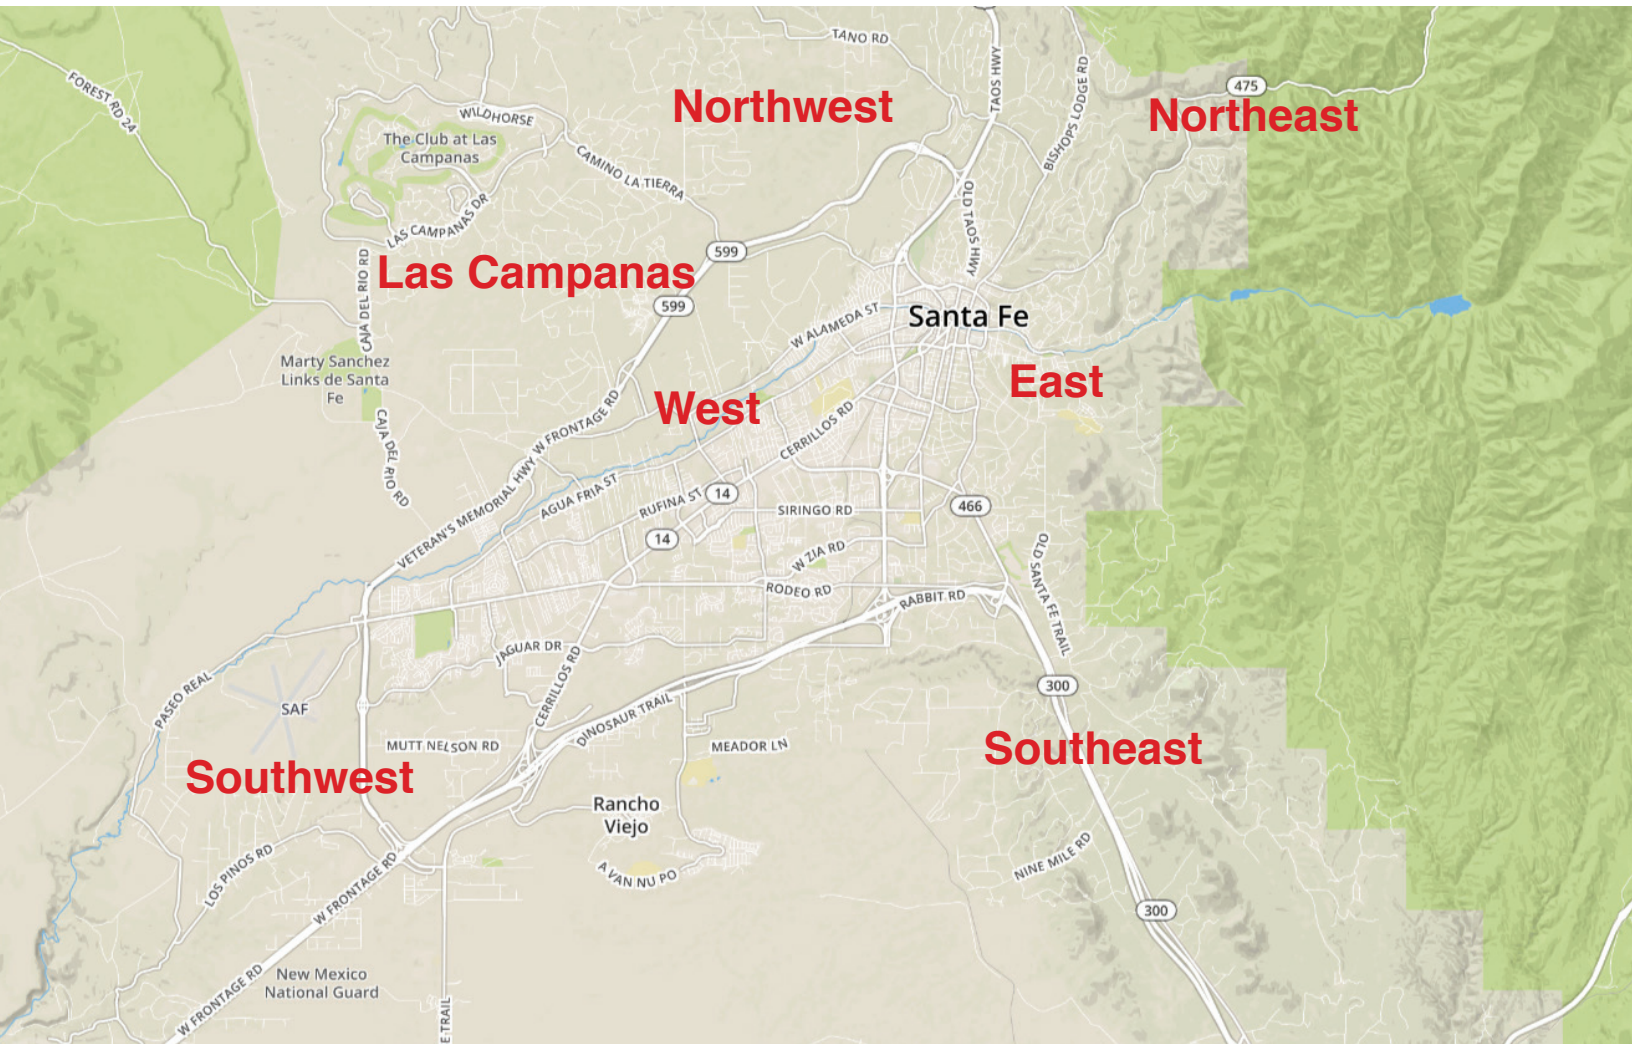 TANO RD
TAOS HWY
BISHOPS LODGE RD
475
FOREST RD 24
Northwest
Northeast
WILDHORSE
The Club at Las
Campanas
CAMINO LA TIERRA
LAS CAMPANAS DR
OLD TAOS HWY
599
Las Campanas
CAJA DEL RIO RD
599
W ALAMEDA ST
Santa Fe
Marty Sanchez
Links de Santa
Fe
East
West
CAJA DEL RIO RD
W FRONTAGE RD
CERRILLOS RD
VETERAN'S MEMORIAL HWY
AGUA FRIA ST
RUFINA ST
14
SIRINGO RD
466
14
W ZIA RD
OLD SANTA FE TRAIL
RODEO RD
RABBIT RD
JAGUAR DR
CERRILLOS RD
PASEO REAL
SAF
300
DINOSAUR TRAIL
MUTT NELSON RD
MEADOR LN
Southeast
Southwest
Rancho
Viejo
NINE MILE RD
LOS PINOS RD
W FRONTAGE RD
A VAN NU PO
300
New Mexico
National Guard
W FRONTAGE RD
E TRAIL